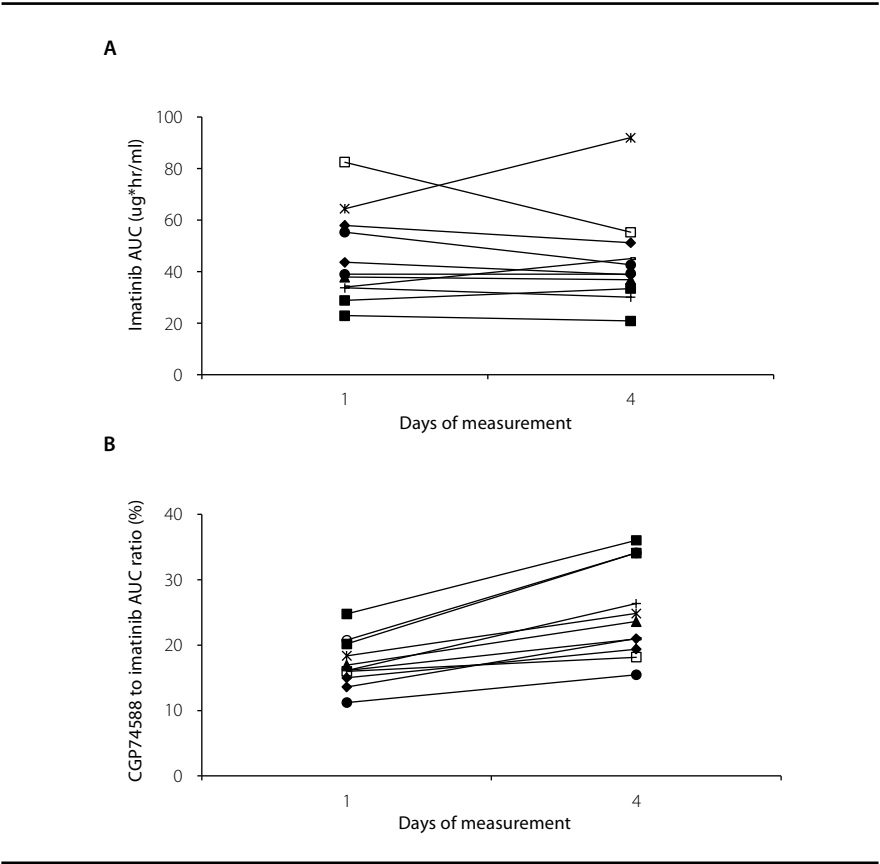 A
Imatinib AUC (ug*hr/ml)
100
80
60
40
20
0
1
4
Days of measurement
B
CGP74588 to imatinib AUC ratio (%)
40
30
20
10
0
1
4
Days of measurement